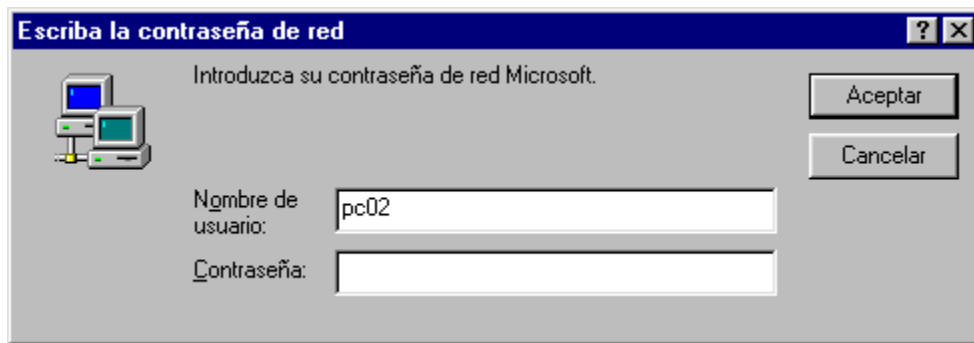 Escriba la contraseña de red
Introduzca su contraseña de red Microsoft.
Aceptar
Cancelar
Nombre de
usuario:
pc02
Contraseña: